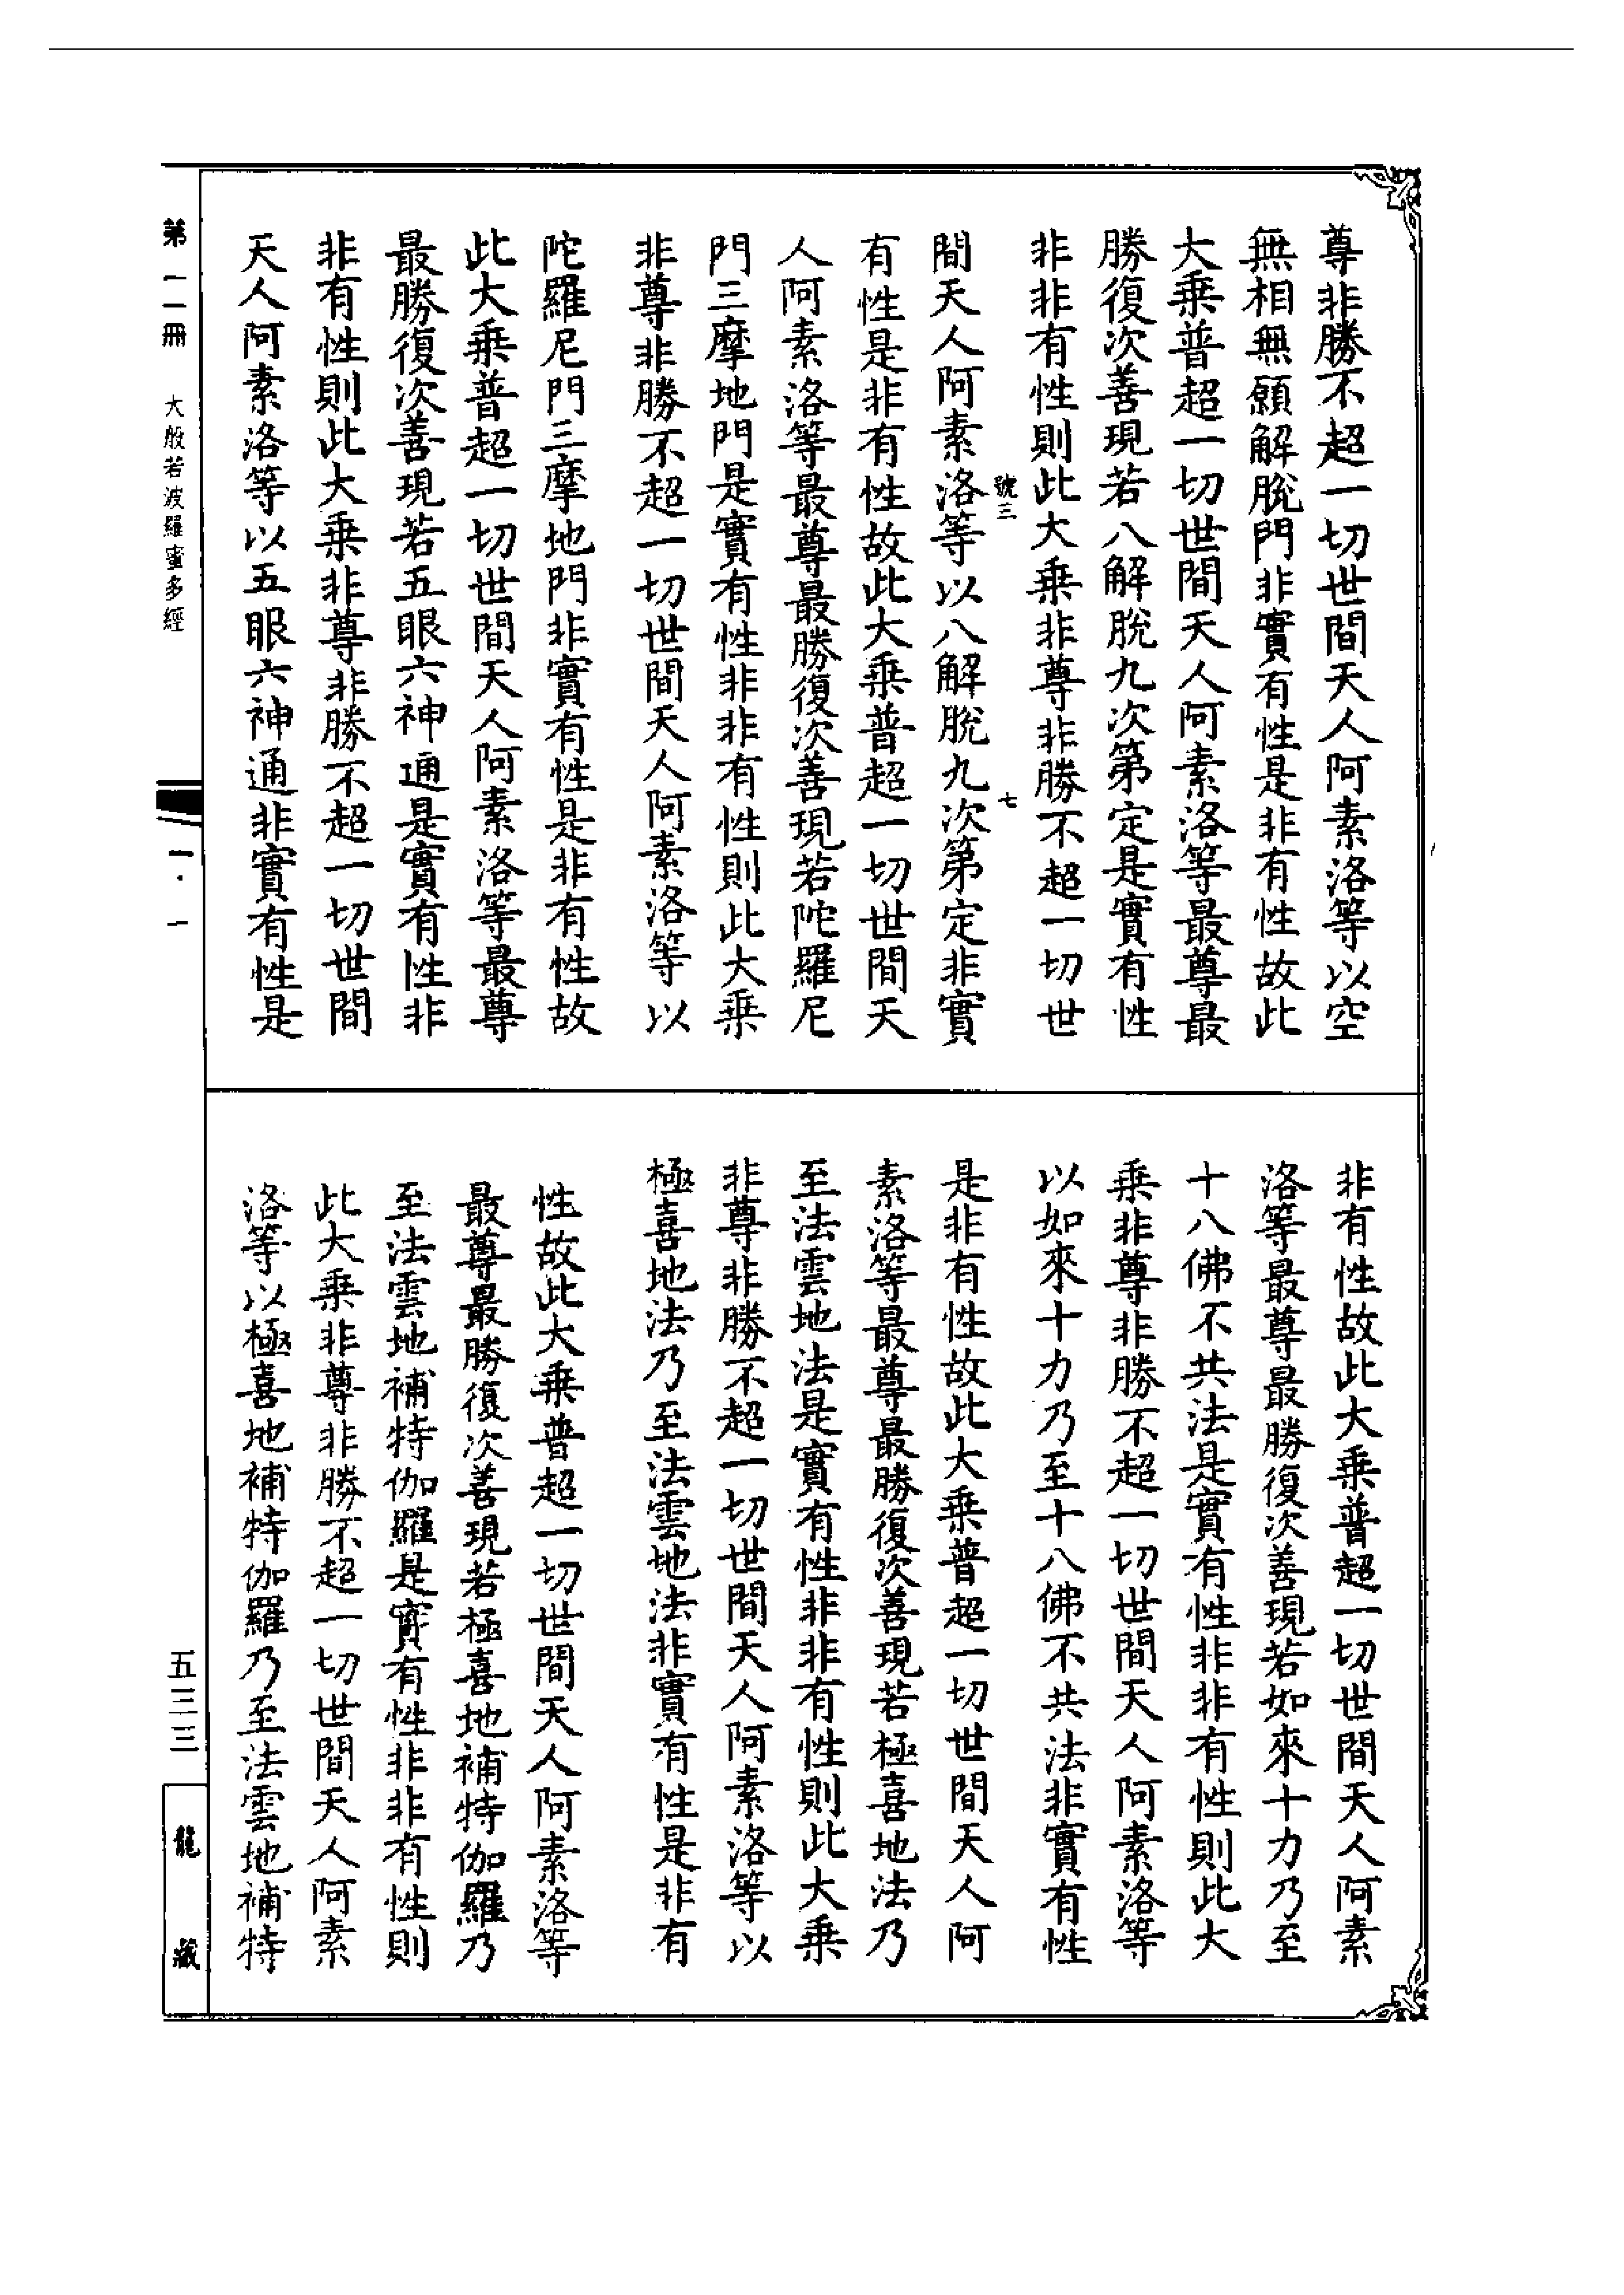 尊非勝不超一切世間天人阿素洛等以空
無相無願解脫門非實有性是非有性故此
大乗普超一切世間天人阿素洛等最尊最
勝復次善現若八解脫九次第定是實有性
非非有性則此大乗非尊非勝不超一切世
號三 七
間天人阿素洛等以八解脫九次第定非實
有性是非有性故此大乗普超一切世間天
人阿素洛等最尊最勝復次善現若陀羅尼
門三摩地門是實有性非非有性則此大乗
非尊非勝不超一切世間天人阿素洛等以
陀羅尼門三摩地門非實有性是非有性故
此大乗普超一切世間天人阿素洛等最尊
最勝復次善現若五眼六神通是實有性非
非有性則此大乗非尊非勝不超一切世間
天人阿素洛等以五眼六神通非實有性是
非有性故此大乗普超一切世間天人阿素
洛等最尊最勝復次善現若如來十力乃至
十八佛不共法是實有性非非有性則此大
乗非尊非勝不超一切世間天人阿素洛等
以如來十力乃至十八佛不共法非實有性
是非有性故此大乗普超一切世間天人阿
素洛等最尊最勝復次善現若極喜地法乃
至法雲地法是實有性非非有性則此大乗
非尊非勝不超一切世間天人阿素洛等以
極喜地法乃至法雲地法非實有性是非有
性故此大乗普超一切世間天人阿素洛等
最尊最勝復次善現若極喜地補特伽羅乃
至法雲地補特伽羅是實有性非非有性則
此大乗非尊非勝不超一切世間天人阿素
洛等以極喜地補特伽羅乃至法雲地補特
第一一冊 大般若波羅蜜多經 一·一 五三三 龍藏